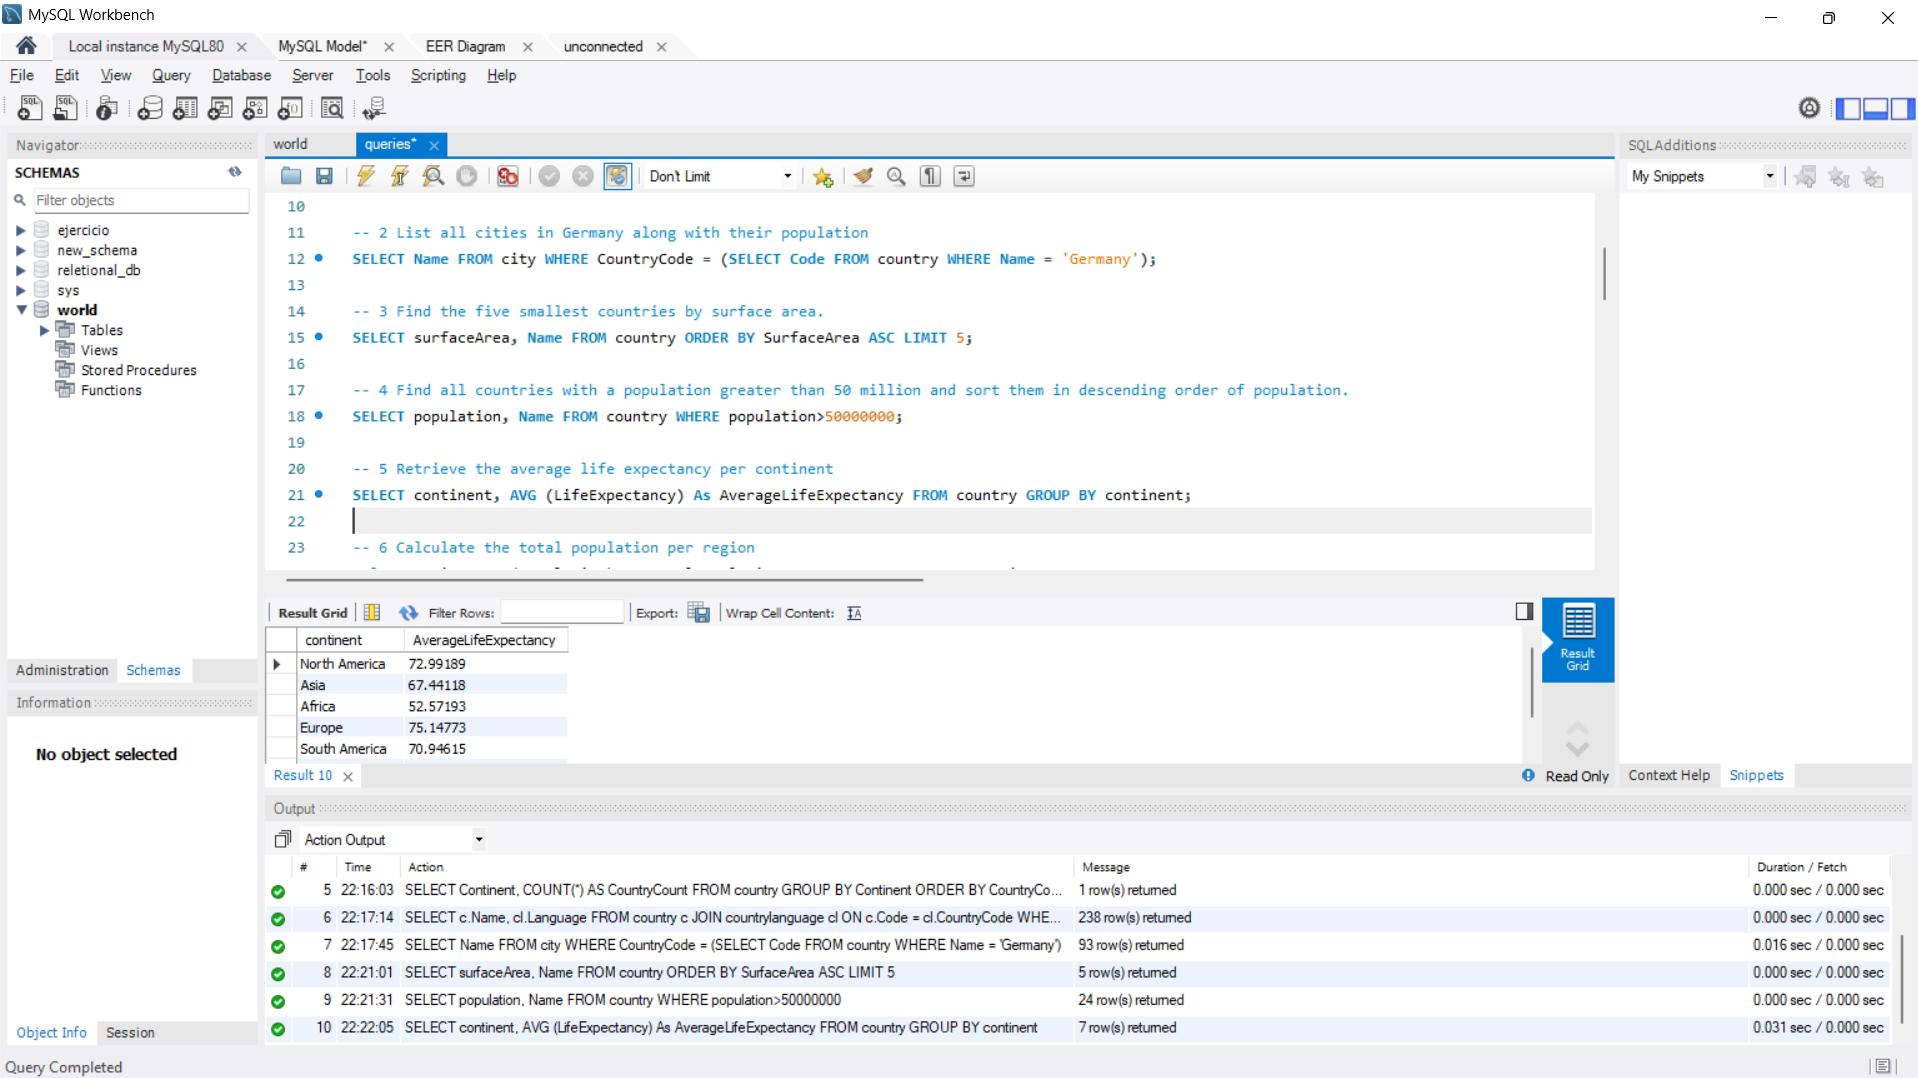 MySQL Workbench
Local instance MySQL80
MySQL Model*
EER Diagram
unconnected
File Edit View Query Database Server Tools Scripting Help
Navigator
SCHEMAS
Filter objects
ejercicio
new_schema
reletional_db
sys
world
Tables
Views
Stored Procedures
Functions
Administration Schemas
Information
No object selected
Object Info Session
world queries*
Don't Limit
10
11 -- 2 List all cities in Germany along with their population
12 SELECT Name FROM city WHERE CountryCode = (SELECT Code FROM country WHERE Name = 'Germany');
13
14 -- 3 Find the five smallest countries by surface area.
15 SELECT surfaceArea, Name FROM country ORDER BY SurfaceArea ASC LIMIT 5;
16
17 -- 4 Find all countries with a population greater than 50 million and sort them in descending order of population.
18 SELECT population, Name FROM country WHERE population>50000000;
19
20 -- 5 Retrieve the average life expectancy per continent
21 SELECT continent, AVG (LifeExpectancy) As AverageLifeExpectancy FROM country GROUP BY continent;
22
23 -- 6 Calculate the total population per region
Result Grid Filter Rows: Export: Wrap Cell Content:
continent AverageLifeExpectancy
North America 72.99189
Asia 67.44118
Africa 52.57193
Europe 75.14773
South America 70.94615
Result Grid
Result 10
Read Only
SQLAdditions
My Snippets
Context Help Snippets
Output
Action Output
# Time Action Message Duration / Fetch
5 22:16:03 SELECT Continent, COUNT(*) AS CountryCount FROM country GROUP BY Continent ORDER BY CountryCo... 1 row(s) returned 0.000 sec / 0.000 sec
6 22:17:14 SELECT c.Name, cl.Language FROM country c JOIN countrylanguage cl ON c.Code = cl.CountryCode WHE... 238 row(s) returned 0.000 sec / 0.000 sec
7 22:17:45 SELECT Name FROM city WHERE CountryCode = (SELECT Code FROM country WHERE Name = 'Germany') 93 row(s) returned 0.016 sec / 0.000 sec
8 22:21:01 SELECT surfaceArea, Name FROM country ORDER BY SurfaceArea ASC LIMIT 5 5 row(s) returned 0.000 sec / 0.000 sec
9 22:21:31 SELECT population, Name FROM country WHERE population>50000000 24 row(s) returned 0.000 sec / 0.000 sec
10 22:22:05 SELECT continent, AVG (LifeExpectancy) As AverageLifeExpectancy FROM country GROUP BY continent 7 row(s) returned 0.031 sec / 0.000 sec
Query Completed